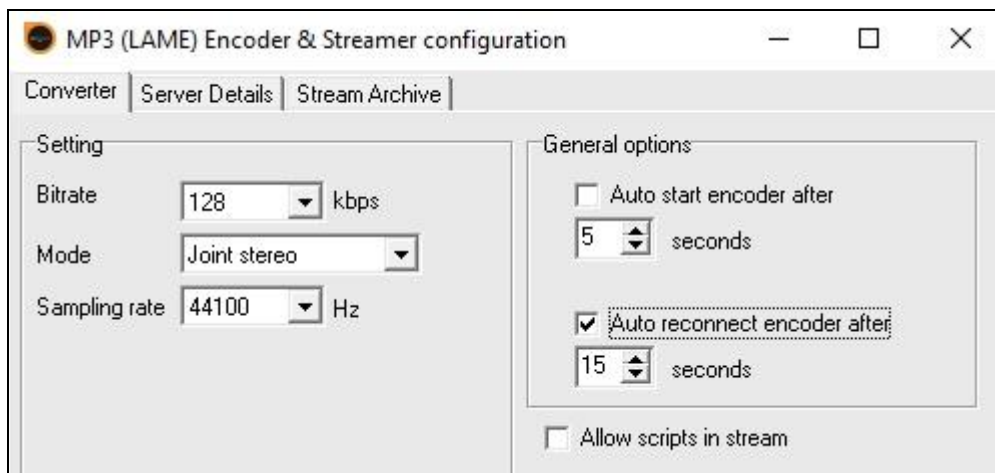 MP3 (LAME) Encoder & Streamer configuration
Converter Server Details Stream Archive
Setting
Bitrate 128 kbps
Mode Joint stereo
Sampling rate 44100 Hz
General options
Auto start encoder after
5 seconds
Auto reconnect encoder after
15 seconds
Allow scripts in stream